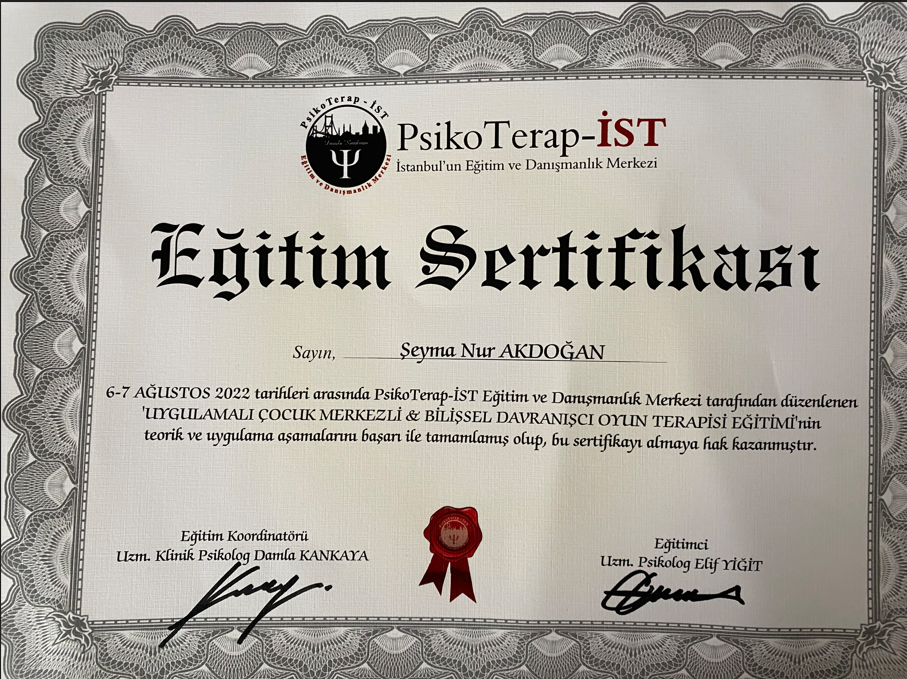 PsikoTerap - İST
Eğitim ve Danışmanlık Merkezi
PsikoTerap-İST
İstanbul'un Eğitim ve Danışmanlık Merkezi
Eğitim Sertifikası
Sayın, Şeyma Nur AKDOĞAN
6-7 AĞUSTOS 2022 tarihleri arasında PsikoTerap-İST Eğitim ve Danışmanlık Merkezi tarafından düzenlenen
'UYGULAMALI ÇOCUK MERKEZLİ & BİLİŞSEL DAVRANIŞCI OYUN TERAPİSİ EĞİTİMİ'nin
teorik ve uygulama aşamalarını başarı ile tamamlamış olup, bu sertifikayı almaya hak kazanmıştır.
Eğitim Koordinatörü
Uzm. Klinik Psikolog Damla KANKAYA
Eğitimci
Uzm. Psikolog Elif YİĞİT